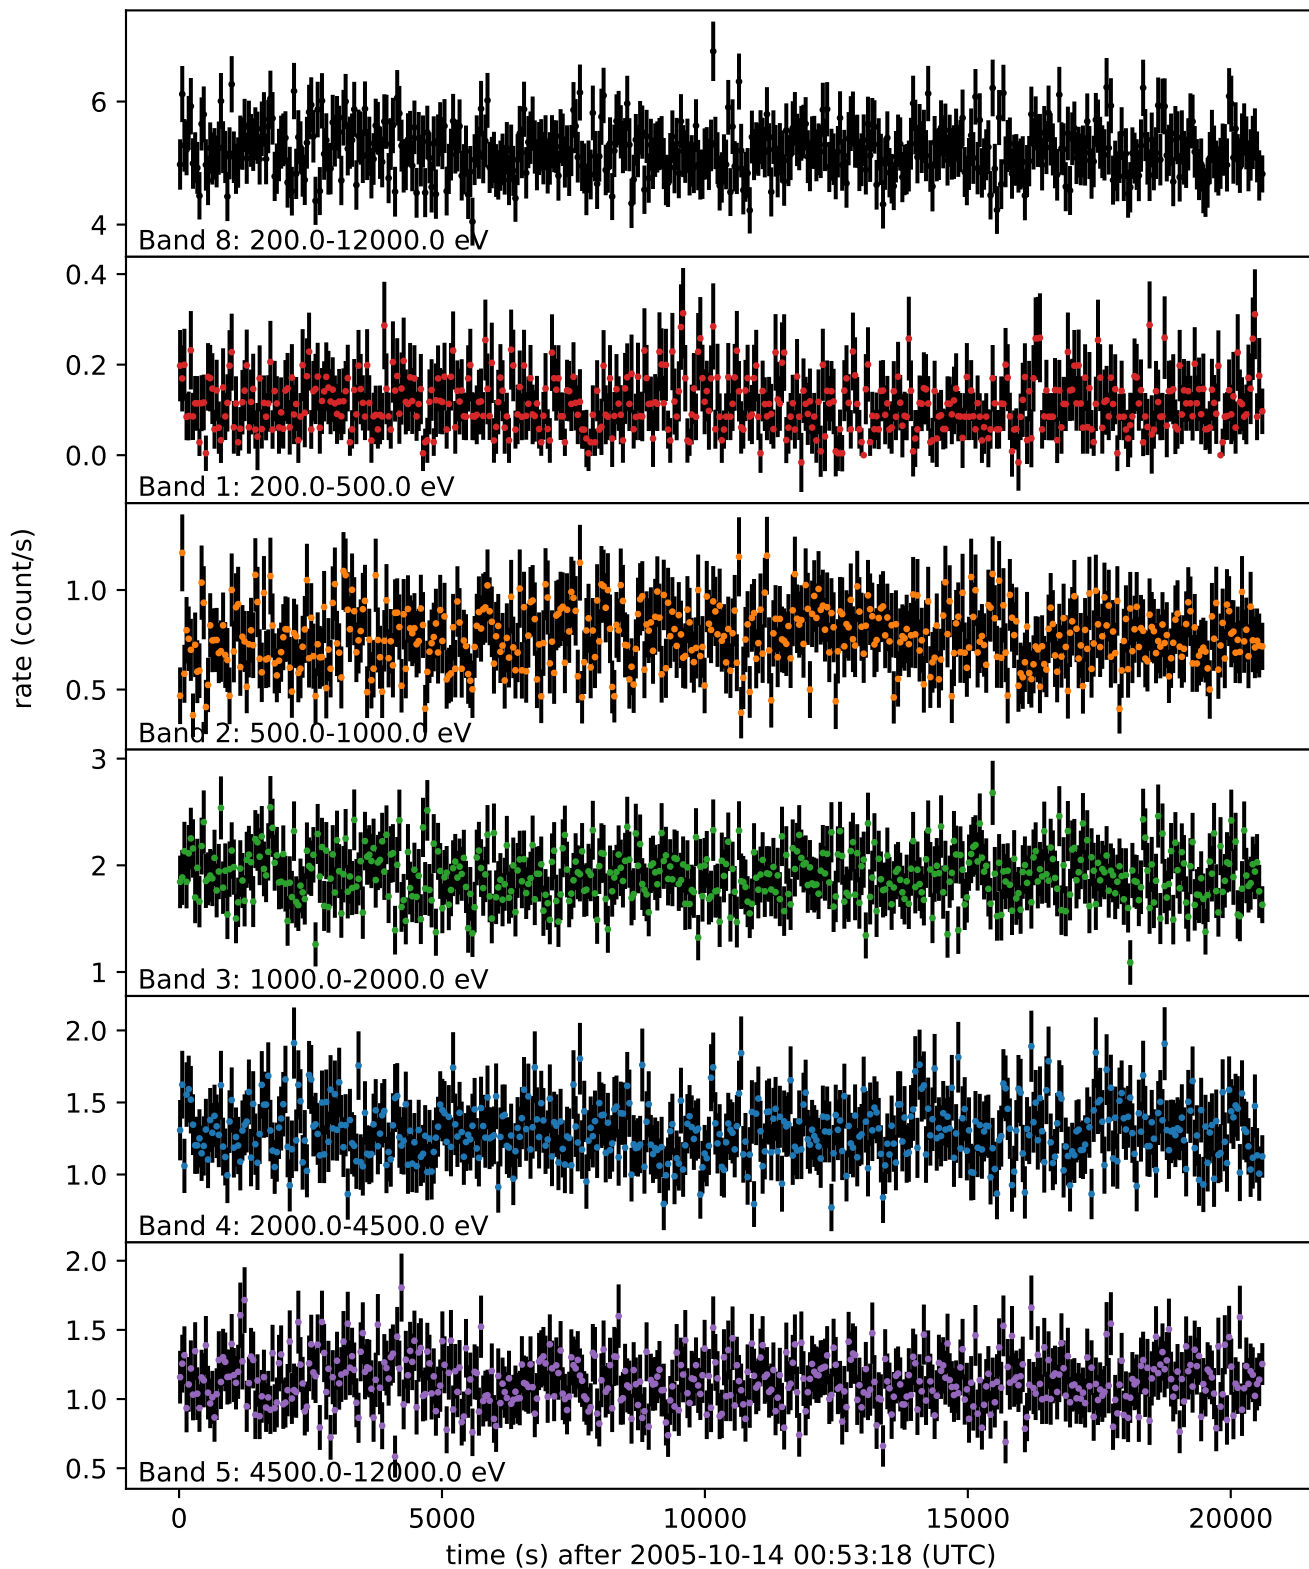 6
4
Band 8: 200.0-12000.0 eV
0.4
0.2
0.0
Band 1: 200.0-500.0 eV
rate (count/s)
1.0
0.5
Band 2: 500.0-1000.0 eV
3
2
1
Band 3: 1000.0-2000.0 eV
2.0
1.5
1.0
Band 4: 2000.0-4500.0 eV
2.0
1.5
1.0
0.5
Band 5: 4500.0-12000.0 eV
0 5000 10000 15000 20000
time (s) after 2005-10-14 00:53:18 (UTC)